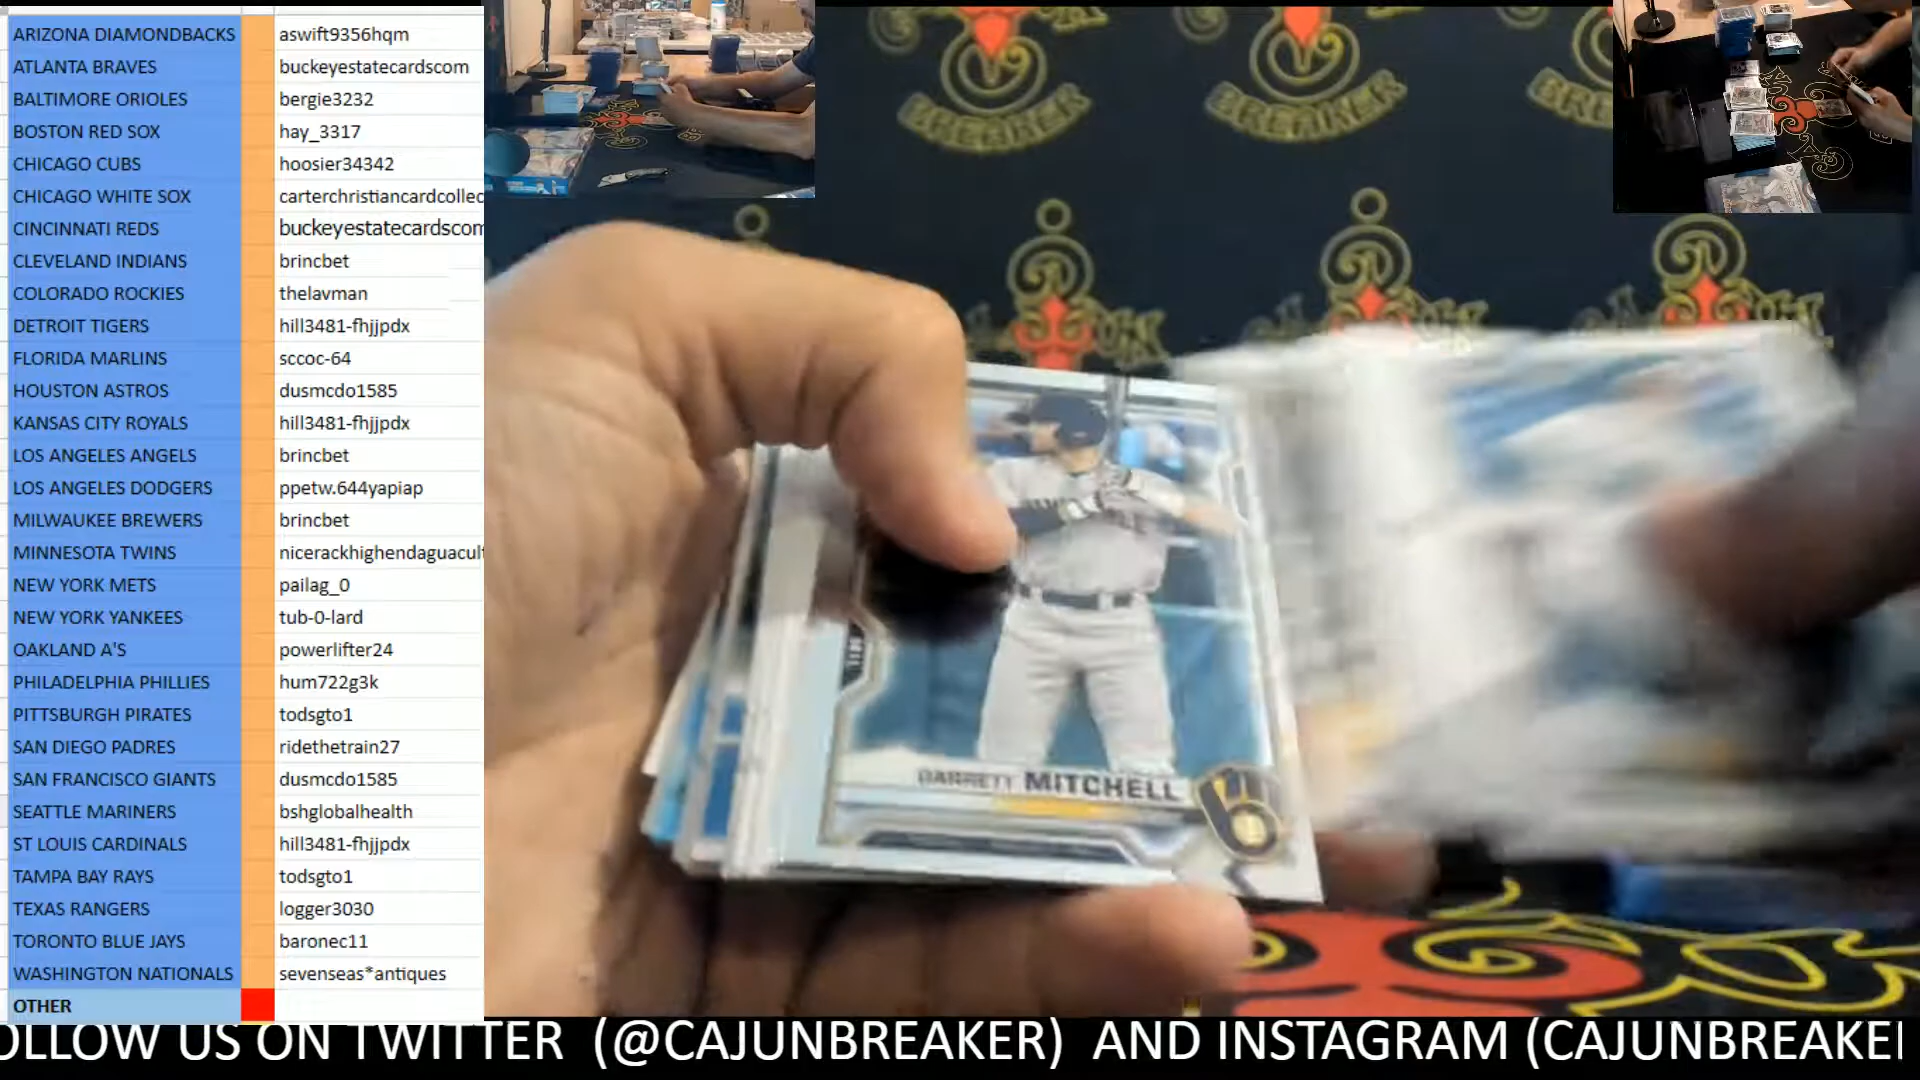 ARIZONA DIAMONDBACKS aswift9356hqm
ATLANTA BRAVES buckeyestatecardscom
BALTIMORE ORIOLES bergie3232
BOSTON RED SOX hay_3317
CHICAGO CUBS hoosier34342
CHICAGO WHITE SOX carterchristiancardcollec
CINCINNATI REDS buckeyestatecardscom
CLEVELAND INDIANS brincbet
COLORADO ROCKIES thelavman
DETROIT TIGERS hill3481-fhjjpdx
FLORIDA MARLINS sccoc-64
HOUSTON ASTROS dusmcdo1585
KANSAS CITY ROYALS hill3481-fhjjpdx
LOS ANGELES ANGELS brincbet
LOS ANGELES DODGERS ppetw.644yapiap
MILWAUKEE BREWERS brincbet
MINNESOTA TWINS nicerackhighendaguacult
NEW YORK METS pailag_0
NEW YORK YANKEES tub-0-lard
OAKLAND A'S powerlifter24
PHILADELPHIA PHILLIES hum722g3k
PITTSBURGH PIRATES todsgto1
SAN DIEGO PADRES ridethetrain27
SAN FRANCISCO GIANTS dusmcdo1585
SEATTLE MARINERS bshglobalhealth
ST LOUIS CARDINALS hill3481-fhjjpdx
TAMPA BAY RAYS todsgto1
TEXAS RANGERS logger3030
TORONTO BLUE JAYS baronec11
WASHINGTON NATIONALS sevenseas*antiques
OTHER
BREAKER
BREAKER
GARRETT MITCHELL
OLLOW US ON TWITTER (@CAJUNBREAKER) AND INSTAGRAM (CAJUNBREAKE